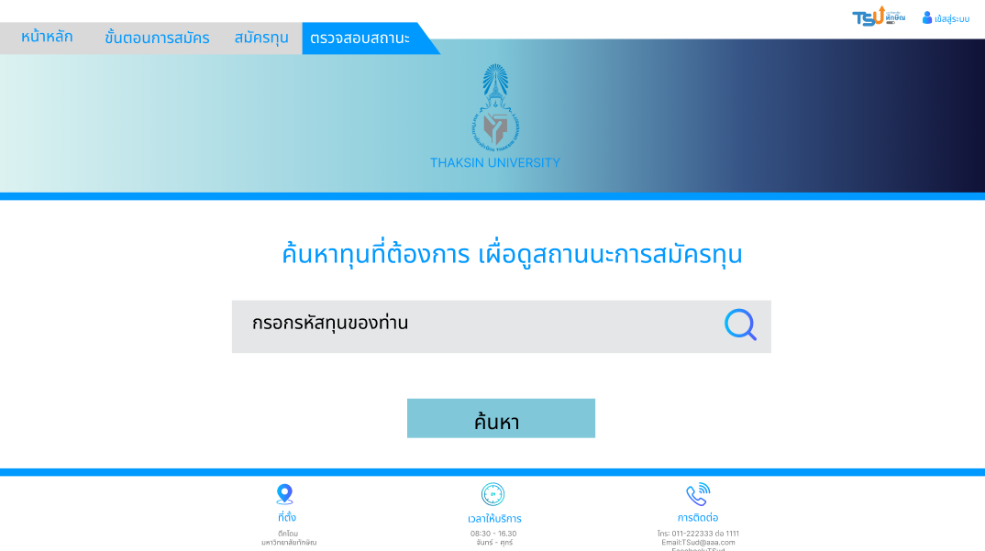 TSU
ทักษิณ
เข้าสู่ระบบ
หน้าหลัก
ขั้นตอนการสมัคร
สมัครทุน
ตรวจสอบสถานะ
THAKSIN UNIVERSITY
ค้นหาทุนที่ต้องการ เผื่อดูสถานนะการสมัครทุน
กรอกรหัสทุนของท่าน
ค้นหา
ที่ตั้ง
ตึกโดม
มหาวิทยาลัยทักษิณ
เวลาให้บริการ
08:30 - 16.30
จันทร์ - ศุกร์
การติดต่อ
โทร: 011-222333 ต่อ 1111
Email:TSud@aaa.com
Facebook:TSud